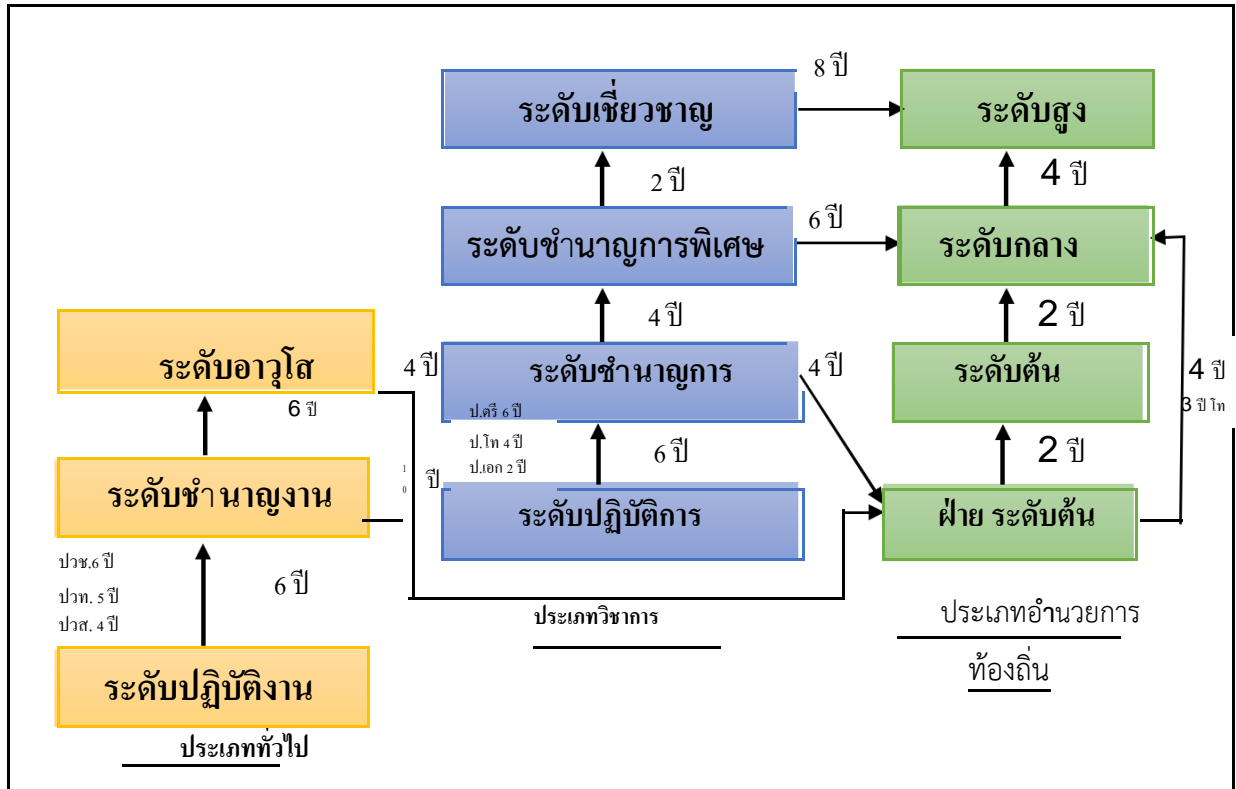 8 ปี
ระดับเชี่ยวชาญ
ระดับสูง
2 ปี
4 ปี
6 ปี
ระดับชำนาญการพิเศษ
ระดับกลาง
4 ปี
2 ปี
ระดับอาวุโส
4 ปี
ระดับชำนาญการ
4 ปี
ระดับต้น
4 ปี
3 ปี โท
6 ปี
ป.ตรี 6 ปี
ป.โท 4 ปี
ป.เอก 2 ปี
6 ปี
2 ปี
10 ปี
ระดับชำนาญงาน
ระดับปฏิบัติการ
ฝ่าย ระดับต้น
ปวช.6 ปี
ปวท. 5 ปี
ปวส. 4 ปี
6 ปี
ประเภทวิชาการ
ประเภทอำนวยการ
ท้องถิ่น
ระดับปฏิบัติงาน
ประเภททั่วไป